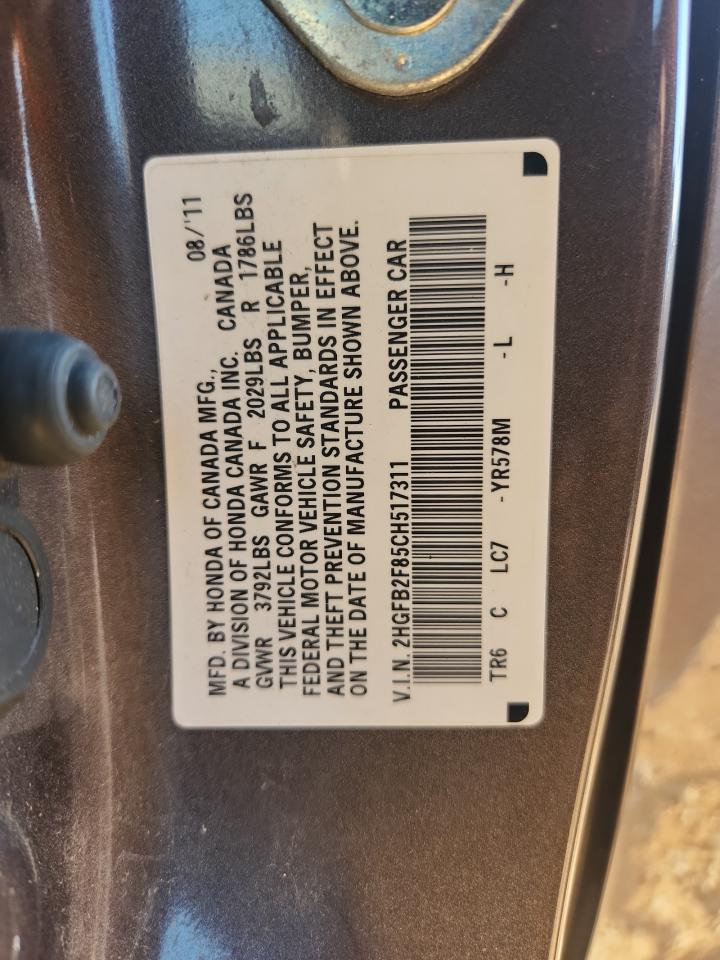 MFD. BY HONDA OF CANADA MFG., 08/'11
A DIVISION OF HONDA CANADA INC. CANADA
GVWR 3792LBS GAWR F 2029LBS R 1786LBS
THIS VEHICLE CONFORMS TO ALL APPLICABLE
FEDERAL MOTOR VEHICLE SAFETY, BUMPER,
AND THEFT PREVENTION STANDARDS IN EFFECT
ON THE DATE OF MANUFACTURE SHOWN ABOVE.
V.I.N. 2HGFB2F85CH517311 PASSENGER CAR
TR6 C LC7 -YR578M -L -H